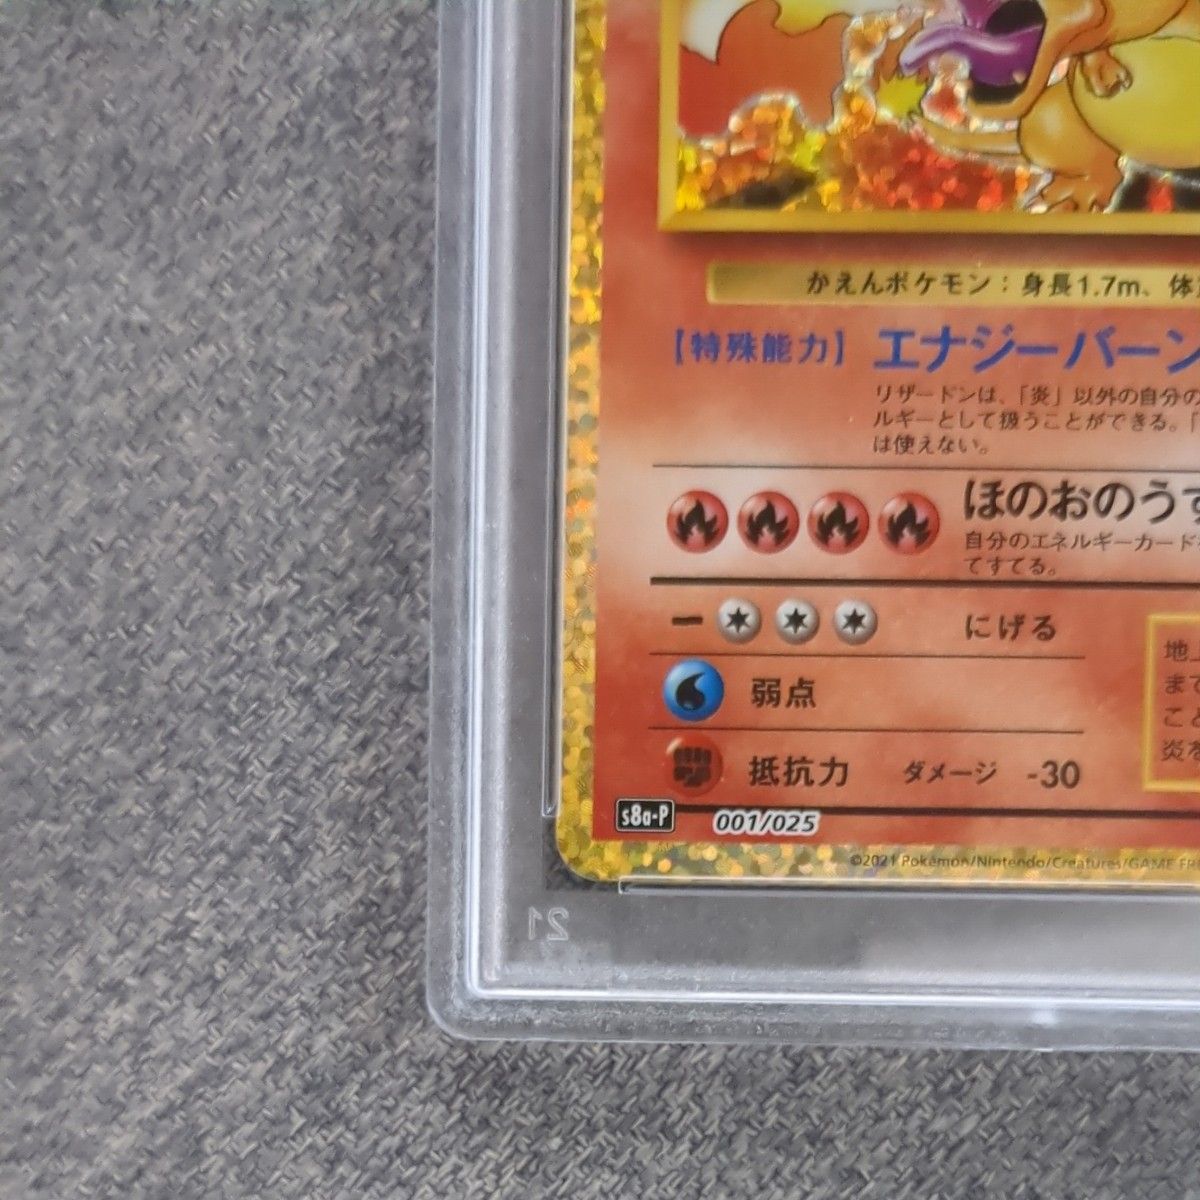 かえんポケモン：身長1.7m、体
【特殊能力】 エナジーバーン
リザードンは、「炎」以外の自分の
ルギーとして扱うことができる。「
は使えない。
ほのおのうず
自分のエネルギーカード
てすてる。
ー にげる
弱点
抵抗力 ダメージ -30
地上
まで
こと
炎を
s8a-P 001/025
©2021 Pokémon/Nintendo/Creatures/GAME FR
21